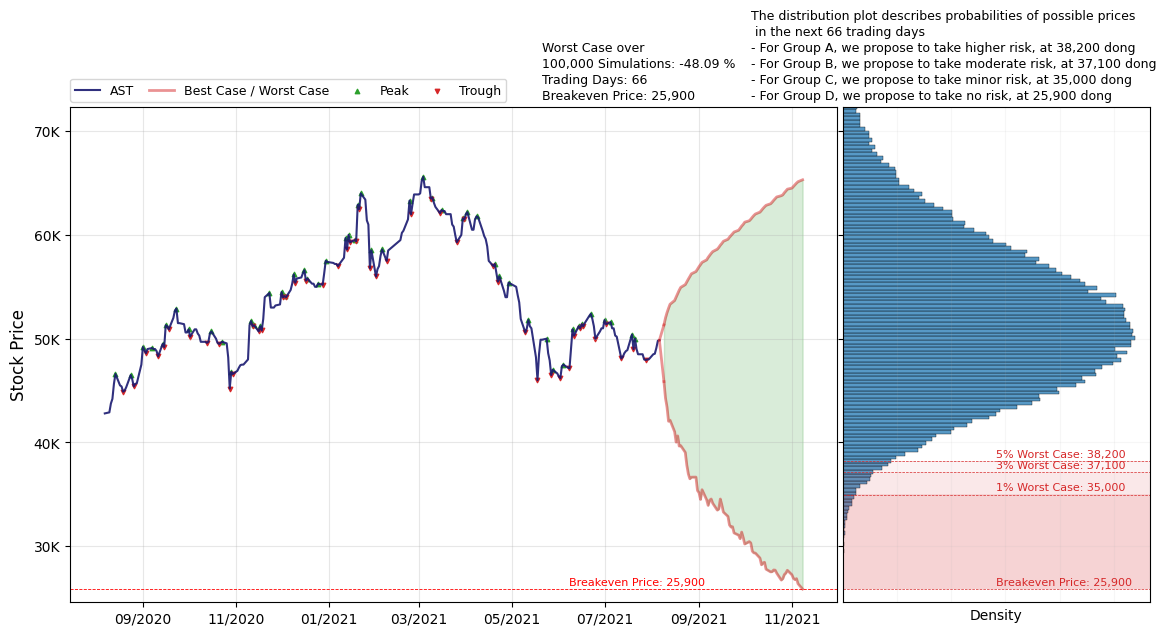 The distribution plot describes probabilities of possible prices
in the next 66 trading days
- For Group A, we propose to take higher risk, at 38,200 dong
- For Group B, we propose to take moderate risk, at 37,100 dong
- For Group C, we propose to take minor risk, at 35,000 dong
- For Group D, we propose to take no risk, at 25,900 dong
Worst Case over
100,000 Simulations: -48.09 %
Trading Days: 66
Breakeven Price: 25,900
AST
Best Case / Worst Case
Peak
Trough
Stock Price
70K
60K
50K
40K
30K
Breakeven Price: 25,900
09/2020
11/2020
01/2021
03/2021
05/2021
07/2021
09/2021
11/2021
5% Worst Case: 38,200
3% Worst Case: 37,100
1% Worst Case: 35,000
Breakeven Price: 25,900
Density